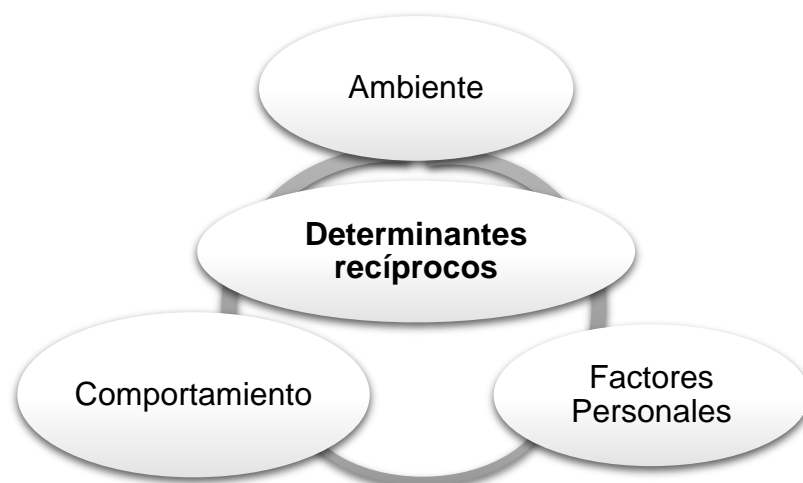 Ambiente
Determinantes
recíprocos
Comportamiento
Factores
Personales